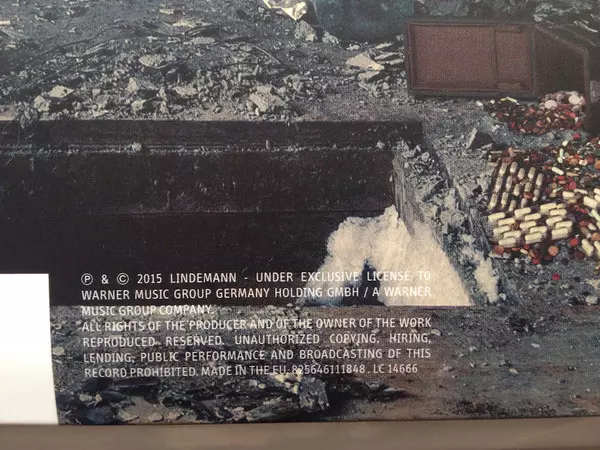 ℗ & © 2015 LINDEMANN - UNDER EXCLUSIVE LICENSE TO
WARNER MUSIC GROUP GERMANY HOLDING GMBH / A WARNER
MUSIC GROUP COMPANY.
ALL RIGHTS OF THE PRODUCER AND OF THE OWNER OF THE WORK
REPRODUCED RESERVED. UNAUTHORIZED COPYING, HIRING,
LENDING, PUBLIC PERFORMANCE AND BROADCASTING OF THIS
RECORD PROHIBITED. MADE IN THE EU. 825646111848 . LC 14666